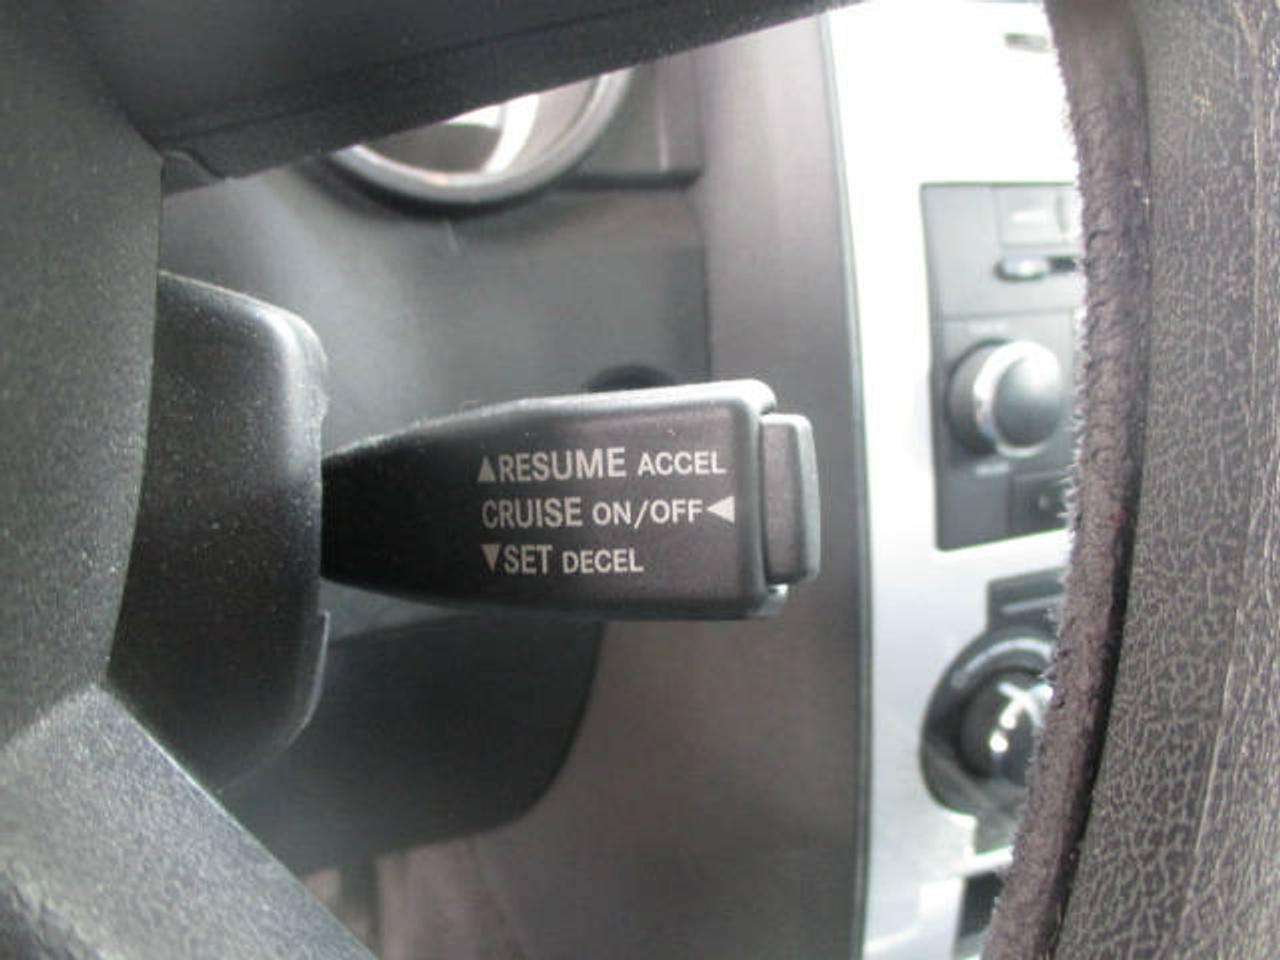 ▲RESUME ACCEL
CRUISE ON/OFF◀
▼SET DECEL